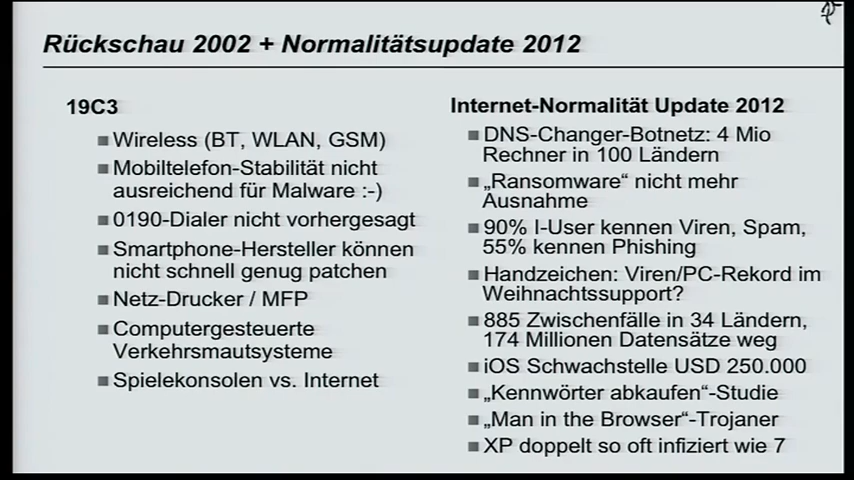 Rückschau 2002 + Normalitätsupdate 2012
19C3
Wireless (BT, WLAN, GSM)
Mobiltelefon-Stabilität nicht
ausreichend für Malware :-)
0190-Dialer nicht vorhergesagt
Smartphone-Hersteller können
nicht schnell genug patchen
Netz-Drucker / MFP
Computergesteuerte
Verkehrsmautsysteme
Spielekonsolen vs. Internet
Internet-Normalität Update 2012
DNS-Changer-Botnetz: 4 Mio
Rechner in 100 Ländern
„Ransomware“ nicht mehr
Ausnahme
90% I-User kennen Viren, Spam,
55% kennen Phishing
Handzeichen: Viren/PC-Rekord im
Weihnachtssupport?
885 Zwischenfälle in 34 Ländern,
174 Millionen Datensätze weg
iOS Schwachstelle USD 250.000
„Kennwörter abkaufen“-Studie
„Man in the Browser“-Trojaner
XP doppelt so oft infiziert wie 7